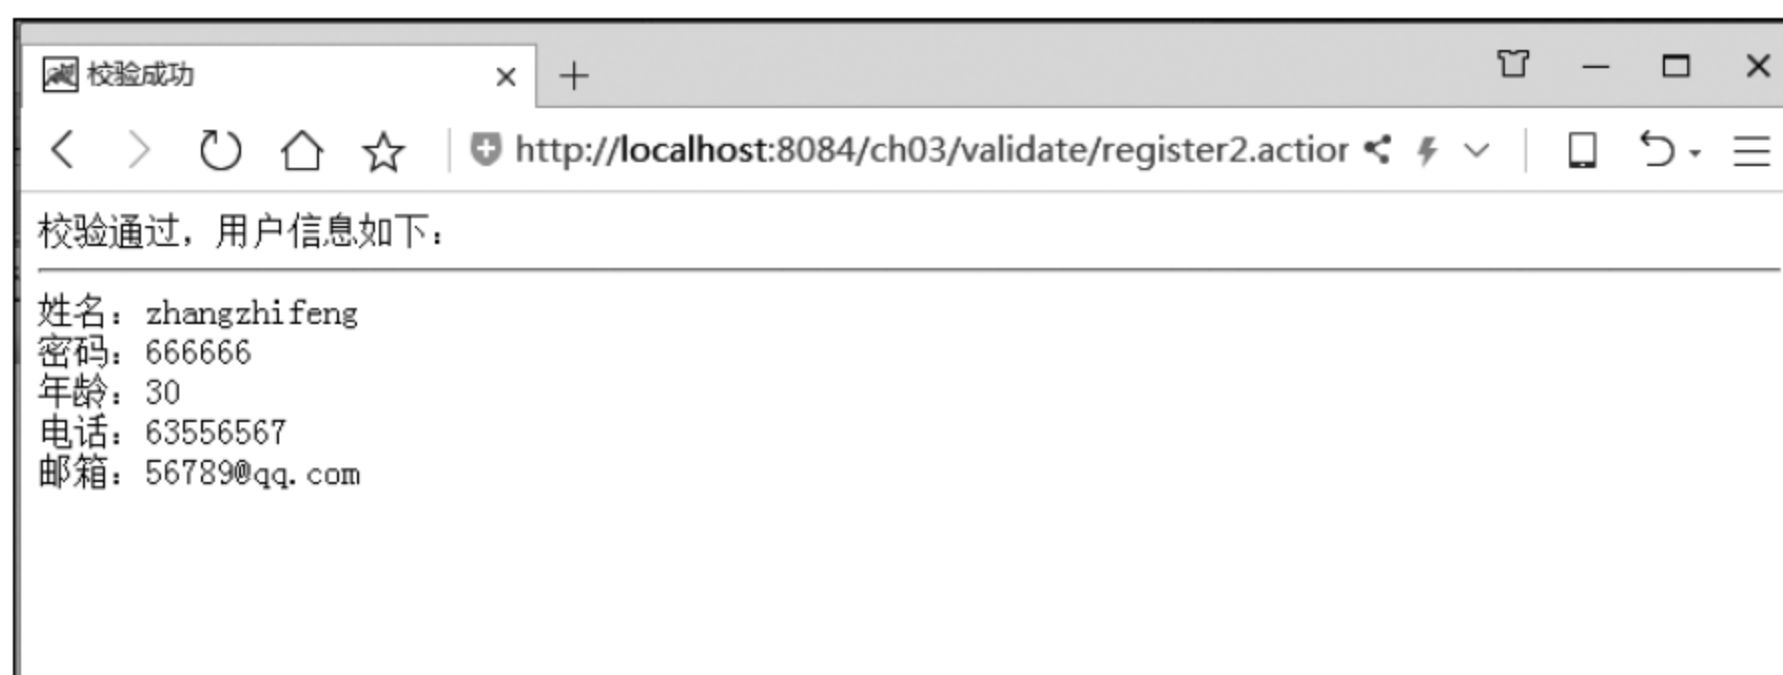 校验成功
http://localhost:8084/ch03/validate/register2.action
校验通过，用户信息如下：
姓名：zhangzhifeng
密码：666666
年龄：30
电话：63556567
邮箱：56789@qq.com